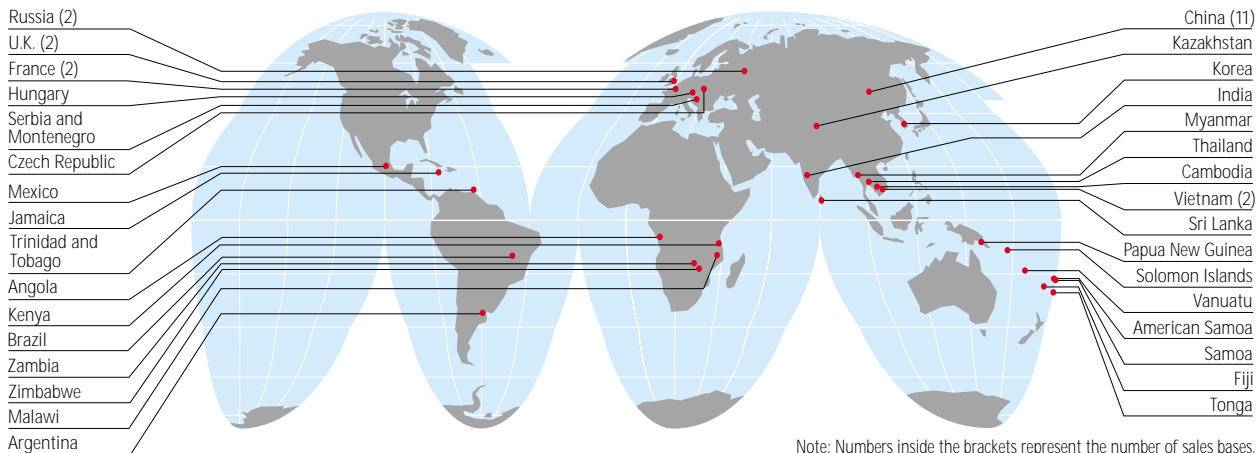 Russia (2)
U.K. (2)
France (2)
Hungary
Serbia and
Montenegro
Czech Republic
Mexico
Jamaica
Trinidad and
Tobago
Angola
Kenya
Brazil
Zambia
Zimbabwe
Malawi
Argentina
China (11)
Kazakhstan
Korea
India
Myanmar
Thailand
Cambodia
Vietnam (2)
Sri Lanka
Papua New Guinea
Solomon Islands
Vanuatu
American Samoa
Samoa
Fiji
Tonga
Note: Numbers inside the brackets represent the number of sales bases.